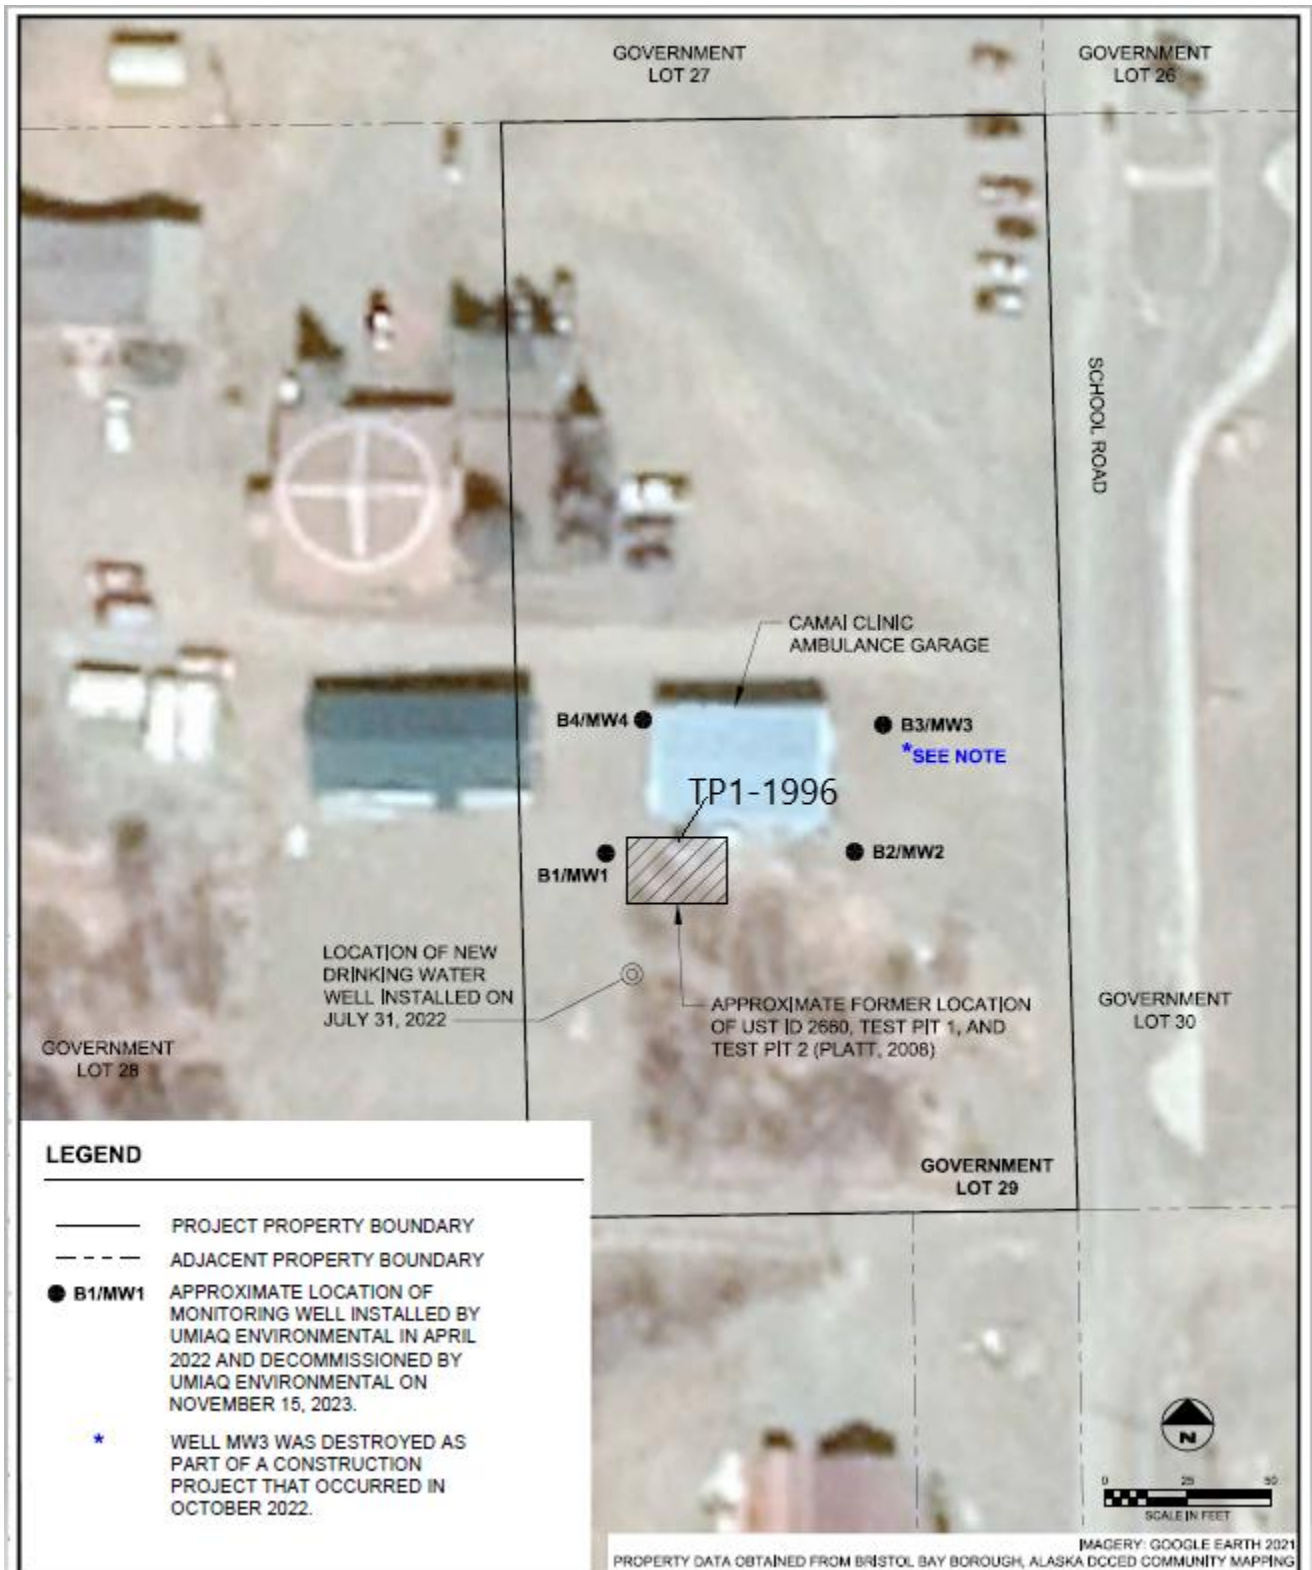 GOVERNMENT
LOT 27
GOVERNMENT
LOT 26
SCHOOL ROAD
CAMAI CLINIC
AMBULANCE GARAGE
B4/MW4
B3/MW3
*SEE NOTE
TP1-1996
B1/MW1
B2/MW2
LOCATION OF NEW
DRINKING WATER
WELL INSTALLED ON
JULY 31, 2022
APPROXIMATE FORMER LOCATION
OF UST ID 2660, TEST PIT 1, AND
TEST PIT 2 (PLATT, 2008)
GOVERNMENT
LOT 30
GOVERNMENT
LOT 28
GOVERNMENT
LOT 29
LEGEND
PROJECT PROPERTY BOUNDARY
ADJACENT PROPERTY BOUNDARY
B1/MW1 APPROXIMATE LOCATION OF
MONITORING WELL INSTALLED BY
UMIAQ ENVIRONMENTAL IN APRIL
2022 AND DECOMMISSIONED BY
UMIAQ ENVIRONMENTAL ON
NOVEMBER 15, 2023.
* WELL MW3 WAS DESTROYED AS
PART OF A CONSTRUCTION
PROJECT THAT OCCURRED IN
OCTOBER 2022.
N
0 25 50
SCALE IN FEET
IMAGERY: GOOGLE EARTH 2021
PROPERTY DATA OBTAINED FROM BRISTOL BAY BOROUGH, ALASKA DCCED COMMUNITY MAPPING